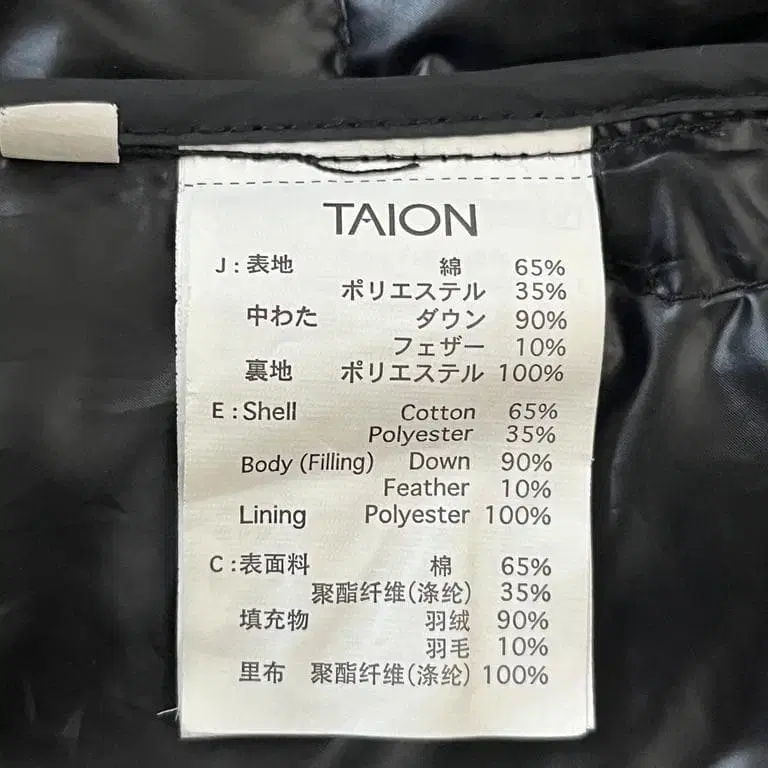 TAION
J : 表地 綿 65%
ポリエステル 35%
中わた ダウン 90%
フェザー 10%
裏地 ポリエステル 100%
E : Shell Cotton 65%
Polyester 35%
Body (Filling) Down 90%
Feather 10%
Lining Polyester 100%
C : 表面料 棉 65%
聚酯纤维(涤纶) 35%
填充物 羽绒 90%
羽毛 10%
里布 聚酯纤维(涤纶) 100%